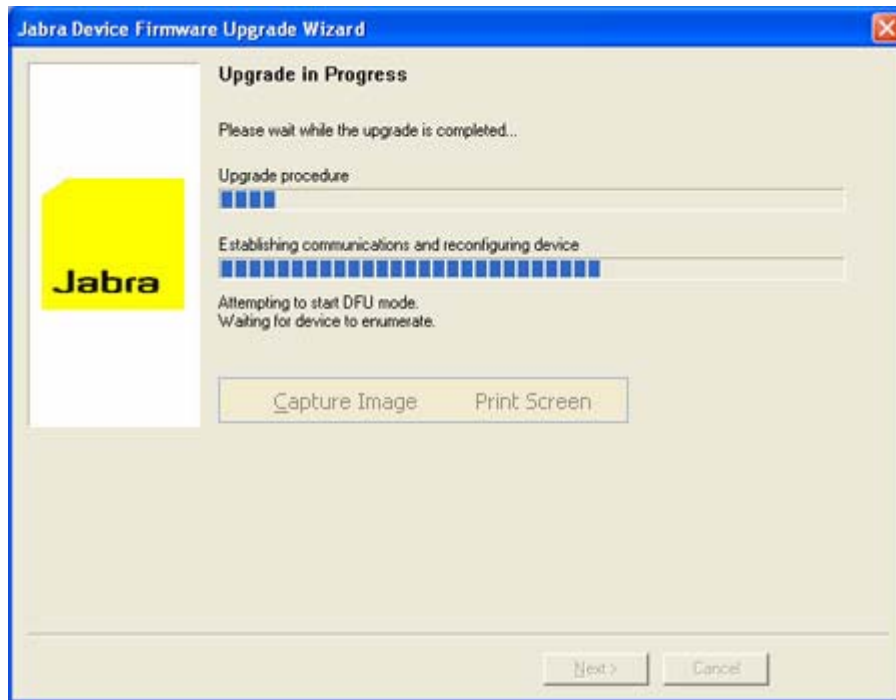 Jabra Device Firmware Upgrade Wizard
Upgrade in Progress
Please wait while the upgrade is completed...
Upgrade procedure
Establishing communications and reconfiguring device
Jabra
Attempting to start DFU mode.
Waiting for device to enumerate.
Capture Image Print Screen
Next > Cancel